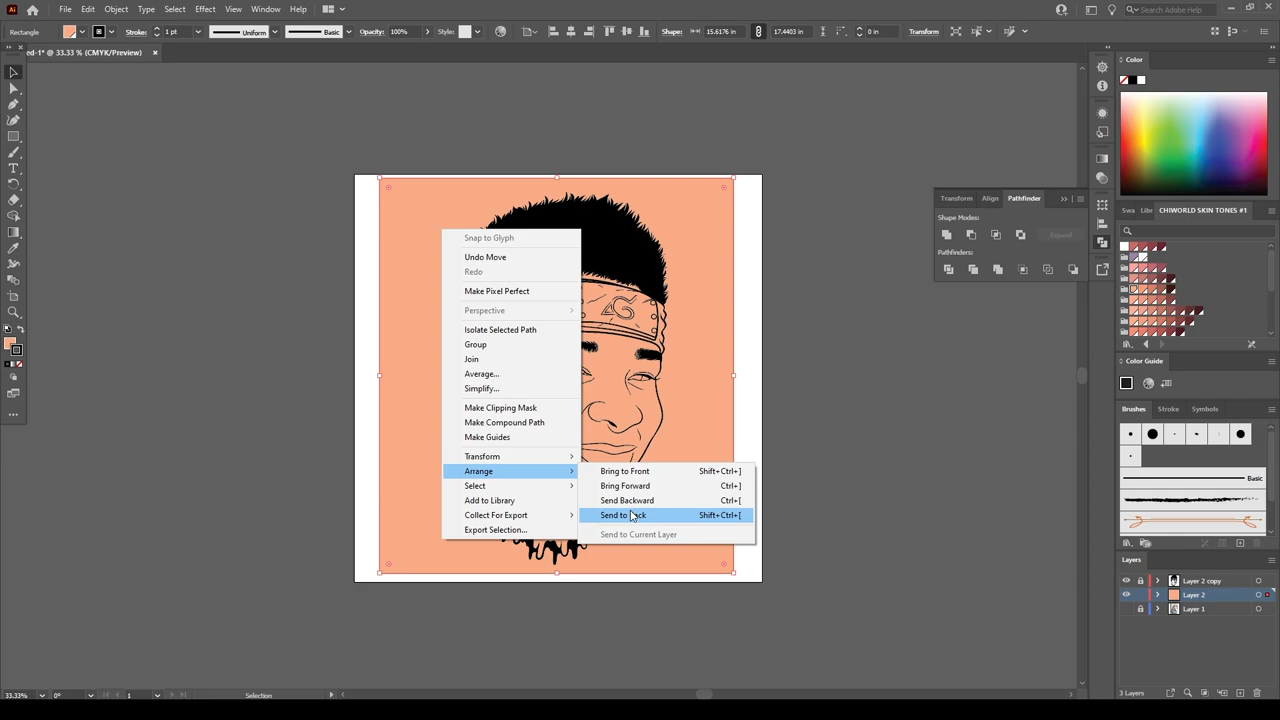 Ai
File Edit Object Type Select Effect View Window Help
Search Adobe Help
Rectangle
Stroke: 1 pt Uniform Basic Opacity: 100% Style: Shape: 15.6176 in 17.4403 in 0 in Transform
ed-1* @ 33.33 % (CMYK/Preview)
Snap to Glyph
Undo Move
Redo
Make Pixel Perfect
Perspective
Isolate Selected Path
Group
Join
Average...
Simplify...
Make Clipping Mask
Make Compound Path
Make Guides
Transform
Arrange
Select
Add to Library
Collect For Export
Export Selection...
Bring to Front Shift+Ctrl+]
Bring Forward Ctrl+]
Send Backward Ctrl+[
Send to Shift+Ctrl+[
Send to Current Layer
Transform Align Pathfinder
Shape Modes:
Expand
Pathfinders:
Color
Swa Libr CHIWORLD SKIN TONES #1
Color Guide
Brushes Stroke Symbols
Basic
Layers
Layer 2 copy
Layer 2
Layer 1
3 Layers
33.33% 0° 1 Selection